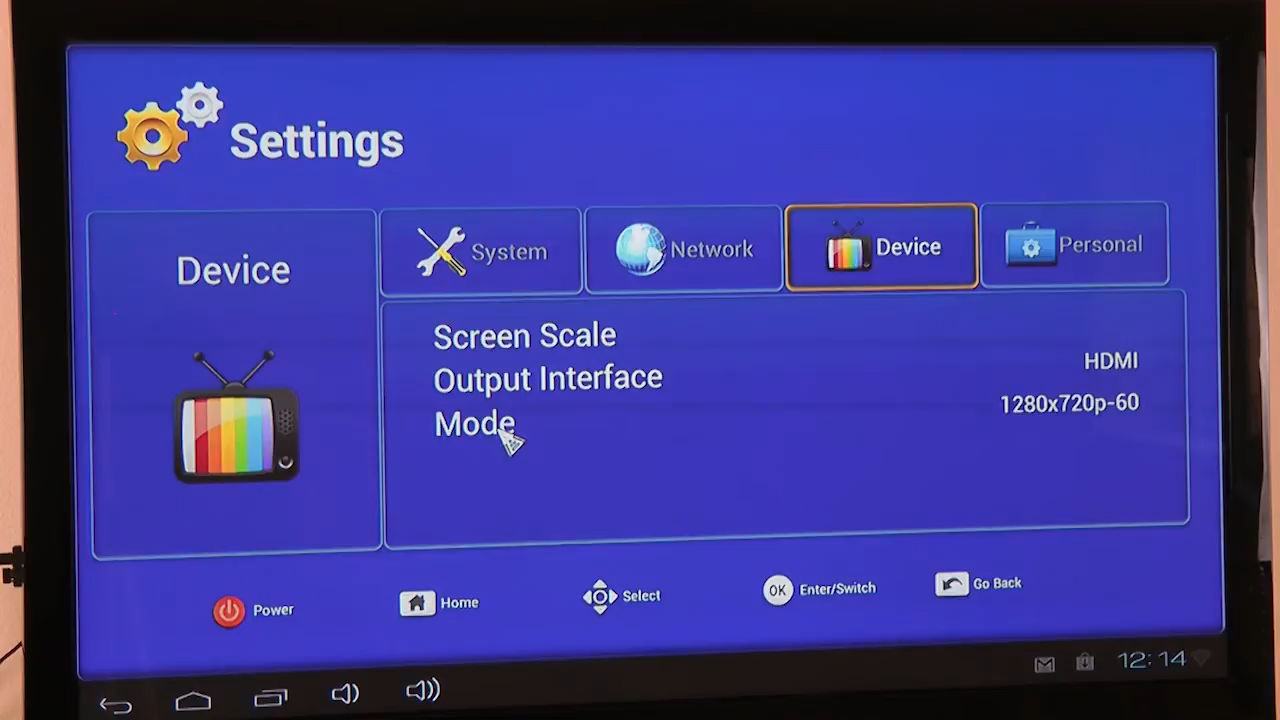 Settings
Device
System
Network
Device
Personal
Screen Scale
Output Interface
HDMI
Mode
1280x720p-60
Power
Home
Select
OK Enter/Switch
Go Back
12:14